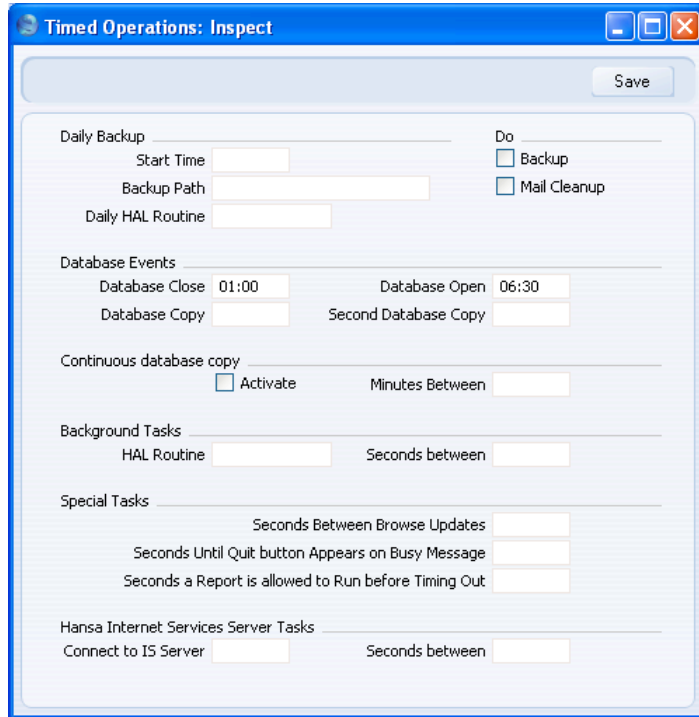 Timed Operations: Inspect
Save
Daily Backup Do
Start Time Backup
Backup Path Mail Cleanup
Daily HAL Routine
Database Events
Database Close 01:00 Database Open 06:30
Database Copy Second Database Copy
Continuous database copy
Activate Minutes Between
Background Tasks
HAL Routine Seconds between
Special Tasks
Seconds Between Browse Updates
Seconds Until Quit button Appears on Busy Message
Seconds a Report is allowed to Run before Timing Out
Hansa Internet Services Server Tasks
Connect to IS Server Seconds between